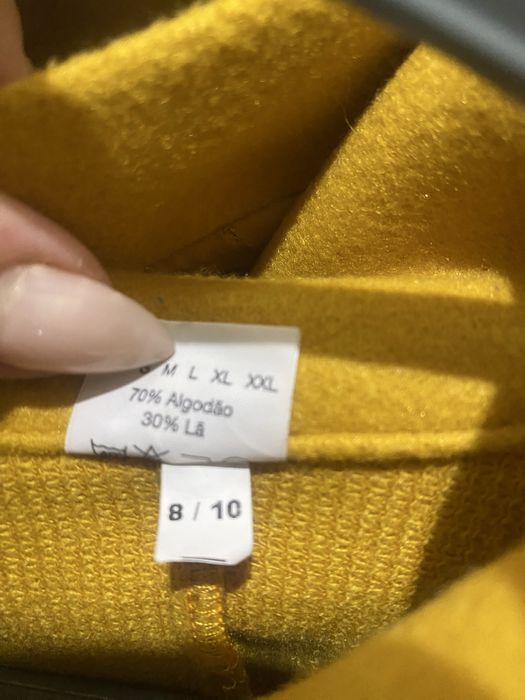 M L XL XXL
70% Algodão
30% Lã
8 / 10